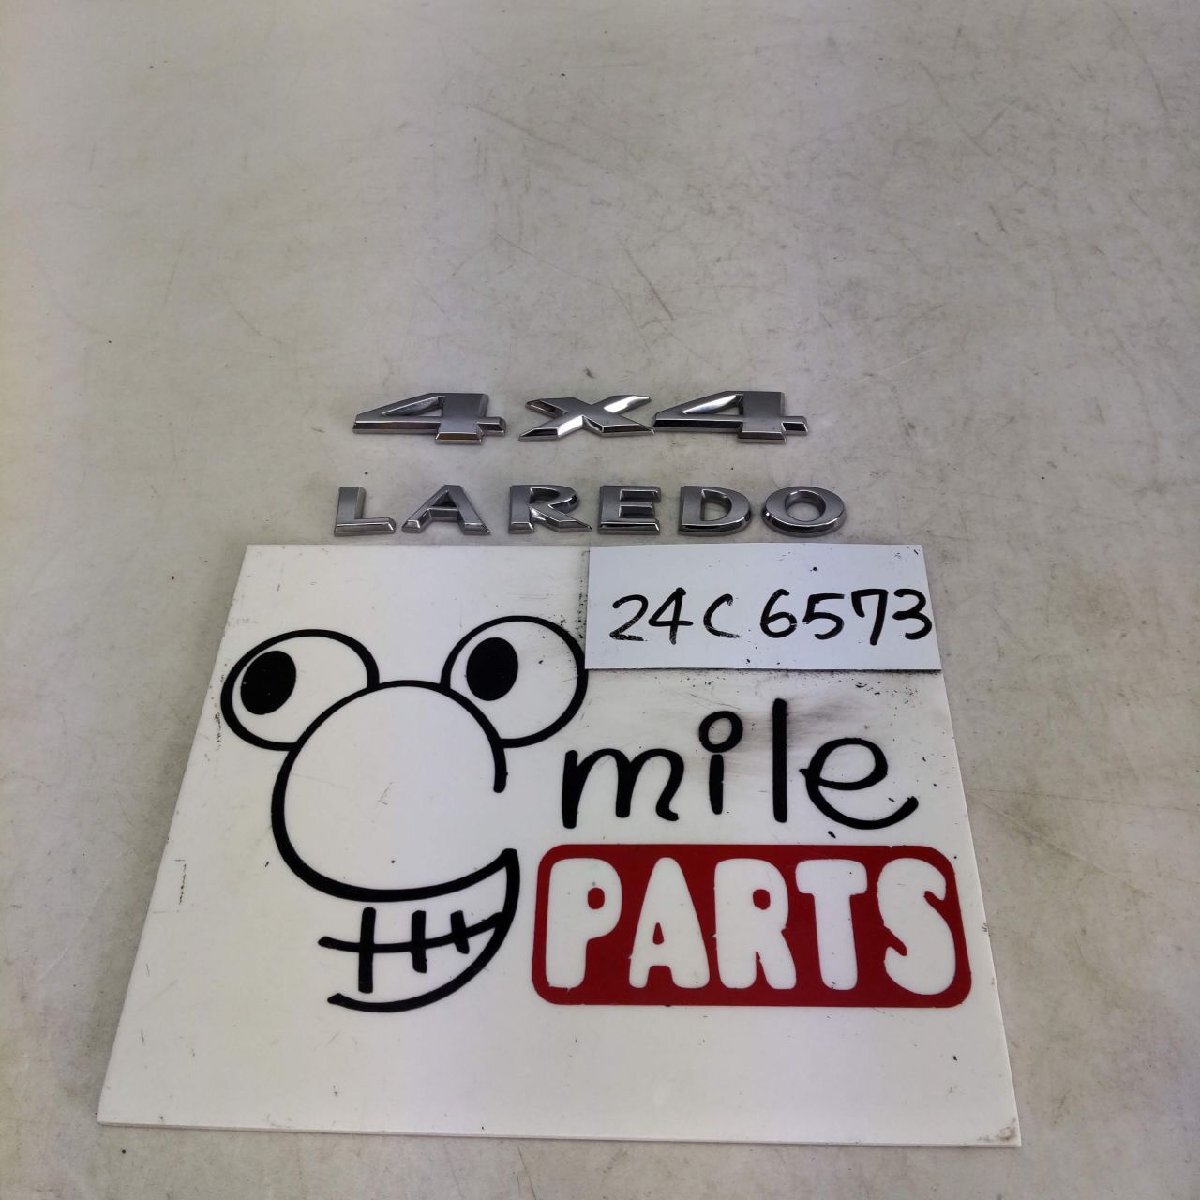 4X4
LAREDO
24C6573
mile
PARTS